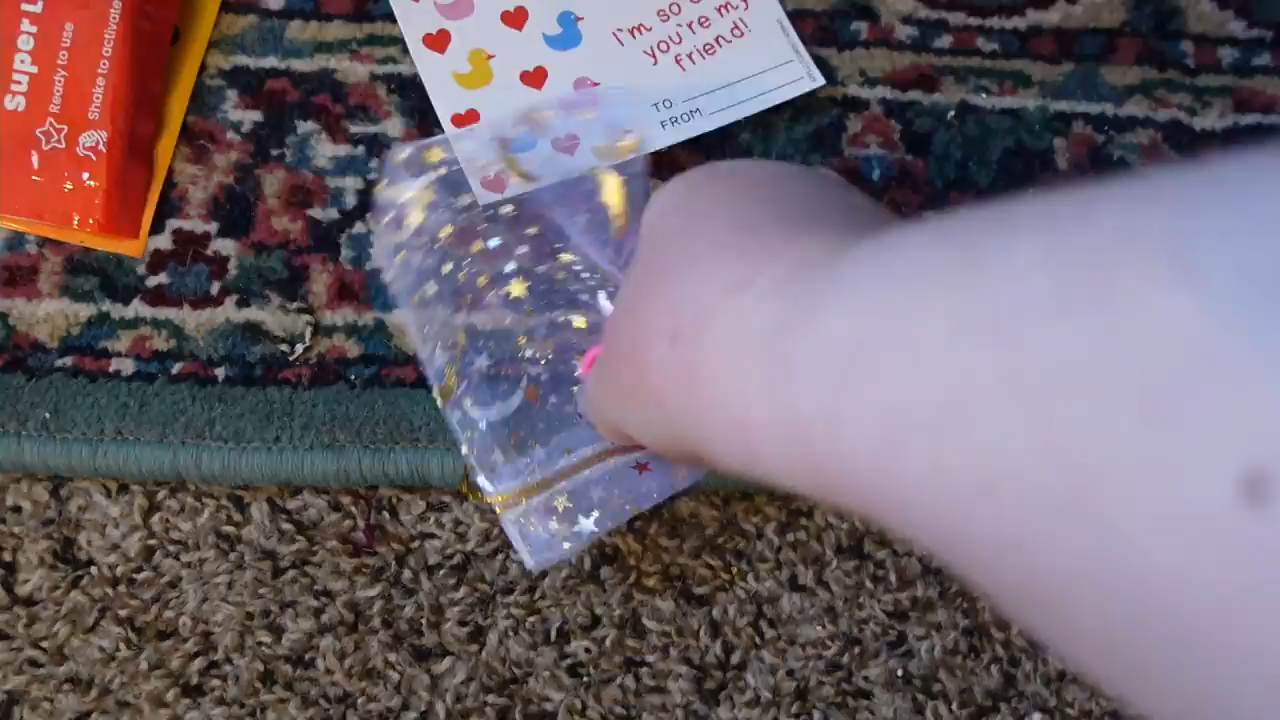 Super L
Ready to use
Shake to activate
I'm so
you're my
friend!
TO:
FROM: